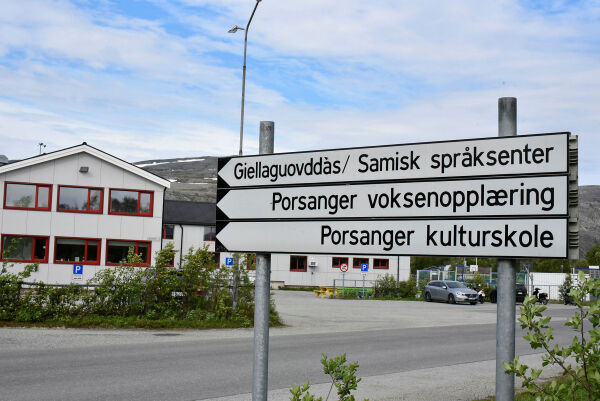 Giellaguovddàs/ Samisk språksenter
Porsanger voksenopplæring
Porsanger kulturskole
P
P
P